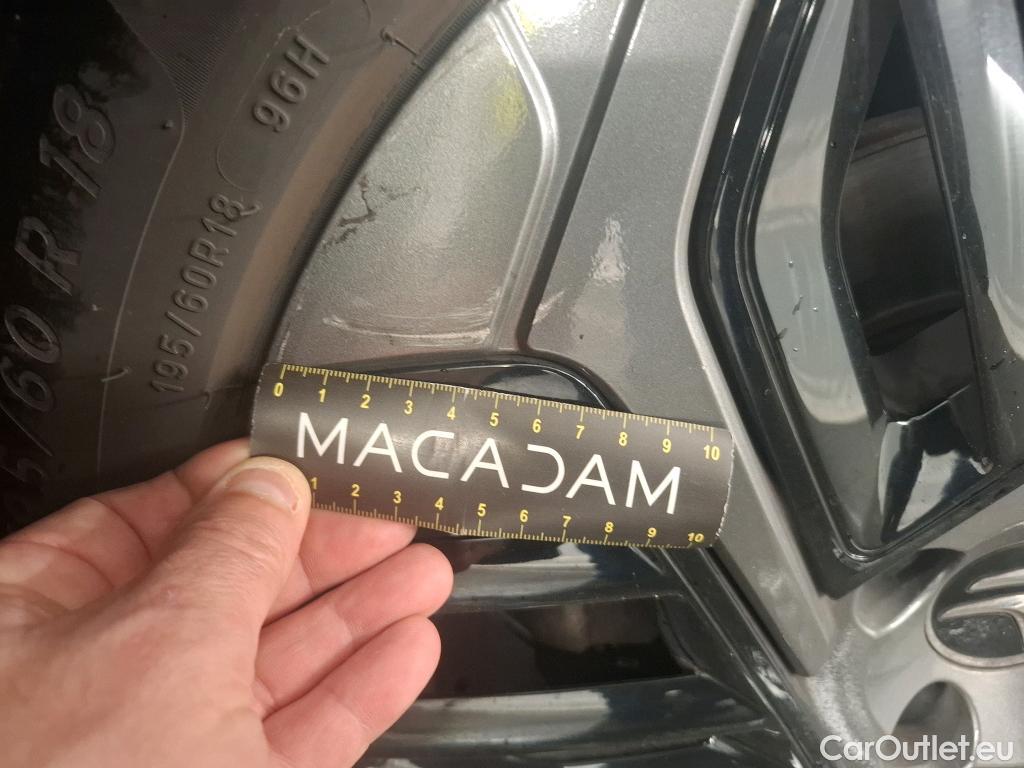 96H
195/60R18
/60 R 18
0 1 2 3 4 5 6 7 8 9 10
MACADAM
1 2 3 4 5 6 7 8 9 10
CarOutlet.eu